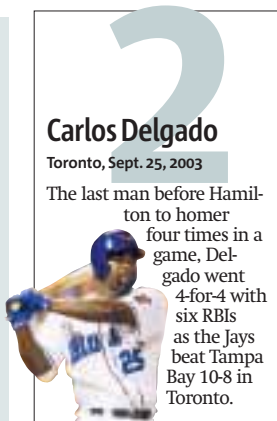 2
Carlos Delgado
Toronto, Sept. 25, 2003
The last man before Hamil-
ton to homer
four times in a
game, Del-
gado went
4-for-4 with
six RBIs
as the Jays
beat Tampa
Bay 10-8 in
Toronto.
25